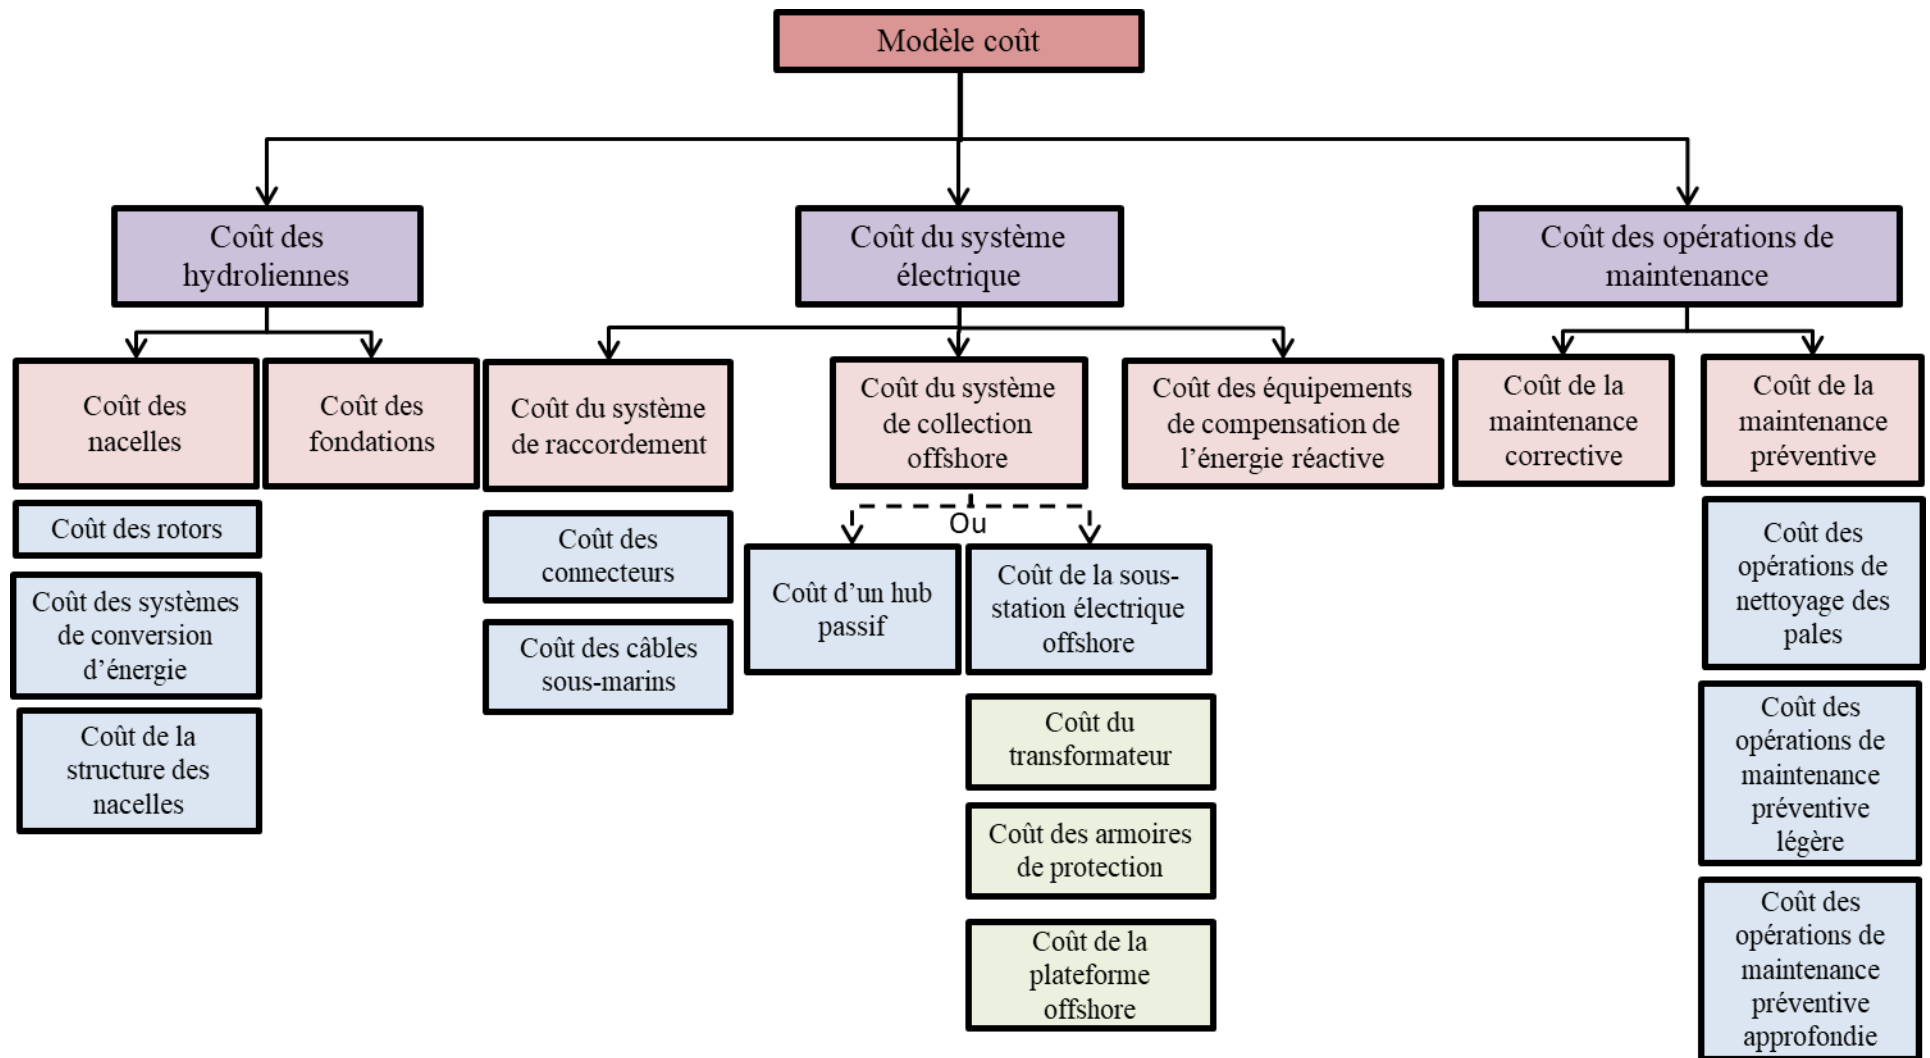 Modèle coût
Coût des
hydroliennes
Coût du système
électrique
Coût des opérations de
maintenance
Coût des
nacelles
Coût des
fondations
Coût du système
de raccordement
Coût du système
de collection
offshore
Coût des équipements
de compensation de
l’énergie réactive
Coût de la
maintenance
corrective
Coût de la
maintenance
préventive
Coût des rotors
Coût des systèmes
de conversion
d’énergie
Coût de la
structure des
nacelles
Coût des
connecteurs
Coût des câbles
sous-marins
Ou
Coût d’un hub
passif
Coût de la sous-
station électrique
offshore
Coût du
transformateur
Coût des armoires
de protection
Coût de la
plateforme
offshore
Coût des
opérations de
nettoyage des
pales
Coût des
opérations de
maintenance
préventive
légère
Coût des
opérations de
maintenance
préventive
approfondie